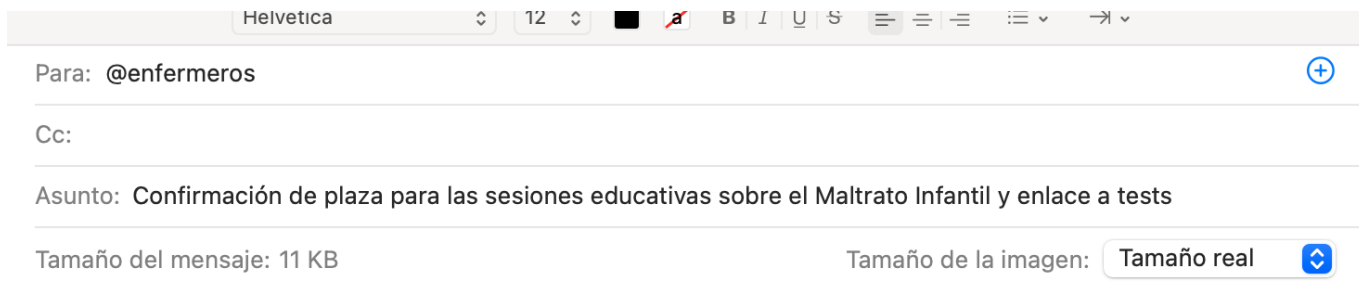 Helvetica 12 a B I U S
Para: @enfermeros
Cc:
Asunto: Confirmación de plaza para las sesiones educativas sobre el Maltrato Infantil y enlace a tests
Tamaño del mensaje: 11 KB Tamaño de la imagen: Tamaño real